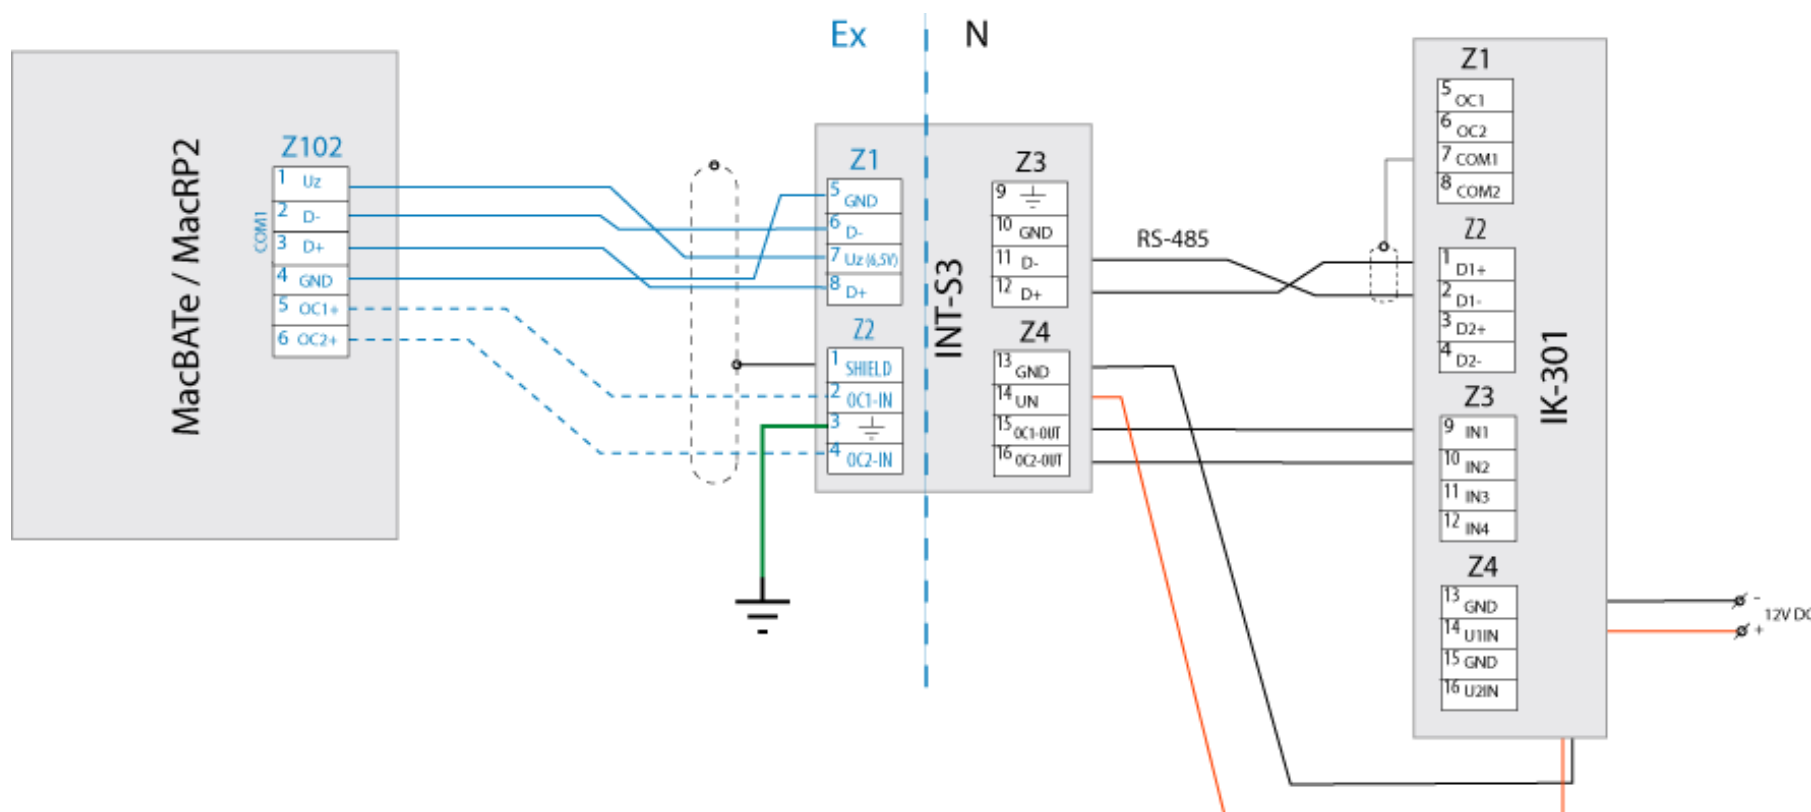 Ex
N
MacBATe / MacRP2
COM1
Z102
1 Uz
2 D-
3 D+
4 GND
5 OC1+
6 OC2+
INT-S3
Z1
5 GND
6 D-
7 Uz (6,5V)
8 D+
Z2
1 SHIELD
2 OC1-IN
3
4 OC2-IN
Z3
9
10 GND
11 D-
12 D+
Z4
13 GND
14 UN
15 OC1-OUT
16 OC2-OUT
RS-485
IK-301
Z1
5 OC1
6 OC2
7 COM1
8 COM2
Z2
1 D1+
2 D1-
3 D2+
4 D2-
Z3
9 IN1
10 IN2
11 IN3
12 IN4
Z4
13 GND
14 U1IN
15 GND
16 U2IN
-
12V DC
+